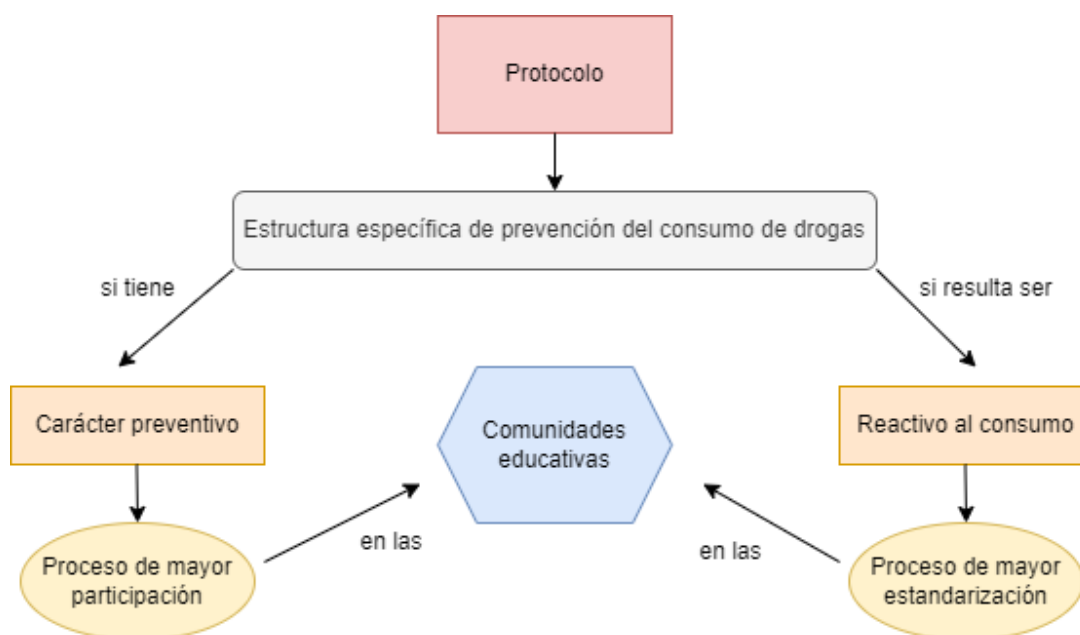 Protocolo
Estructura específica de prevención del consumo de drogas
si tiene
si resulta ser
Carácter preventivo
Comunidades
educativas
Reactivo al consumo
en las
en las
Proceso de mayor
participación
Proceso de mayor
estandarización